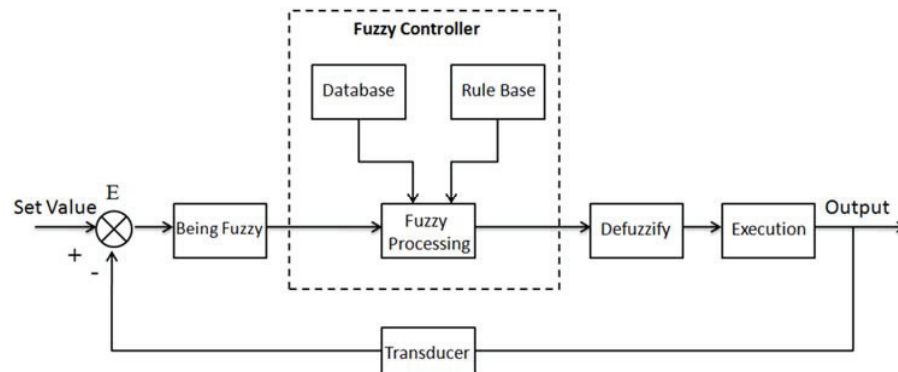 Fuzzy Controller
Database
Rule Base
E
Set Value
Being Fuzzy
Fuzzy
Processing
Defuzzify
Execution
Output
+
-
Transducer